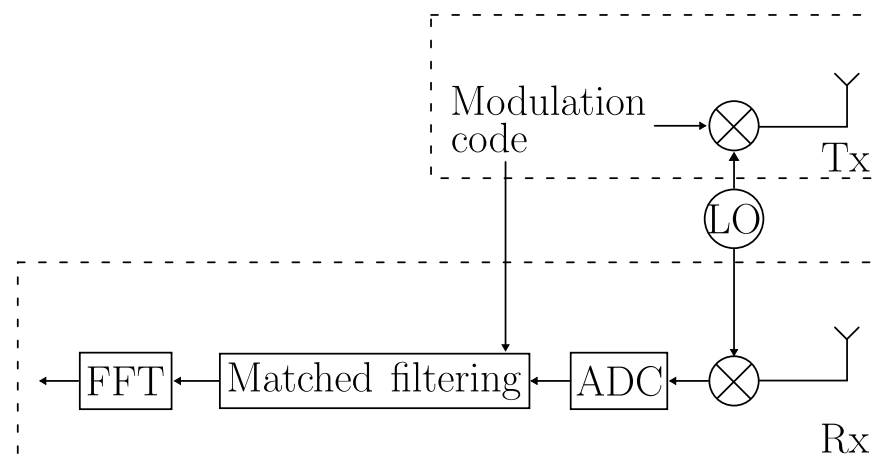 Modulation
code
Tx
LO
FFT
Matched filtering
ADC
Rx